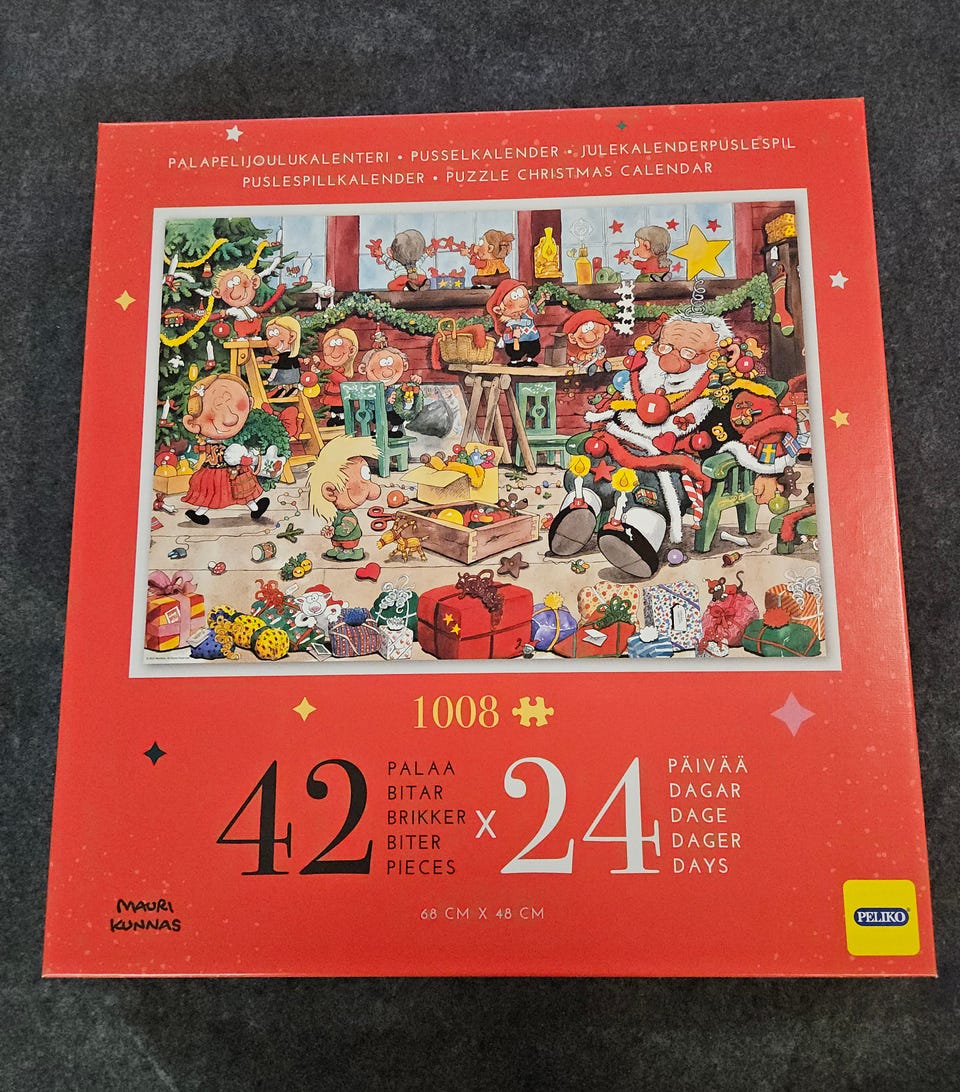 PALAPELIJOULUKALENTERI • PUSSELKALENDER • JULEKALENDERPUSLESPIL
PUSLESPILLKALENDER • PUZZLE CHRISTMAS CALENDAR
1008
42 PALAA
BITAR
BRIKKER
BITER
PIECES
X
24 PÄIVÄÄ
DAGAR
DAGE
DAGER
DAYS
68 CM X 48 CM
MAURI
KUNNAS
PELIKO